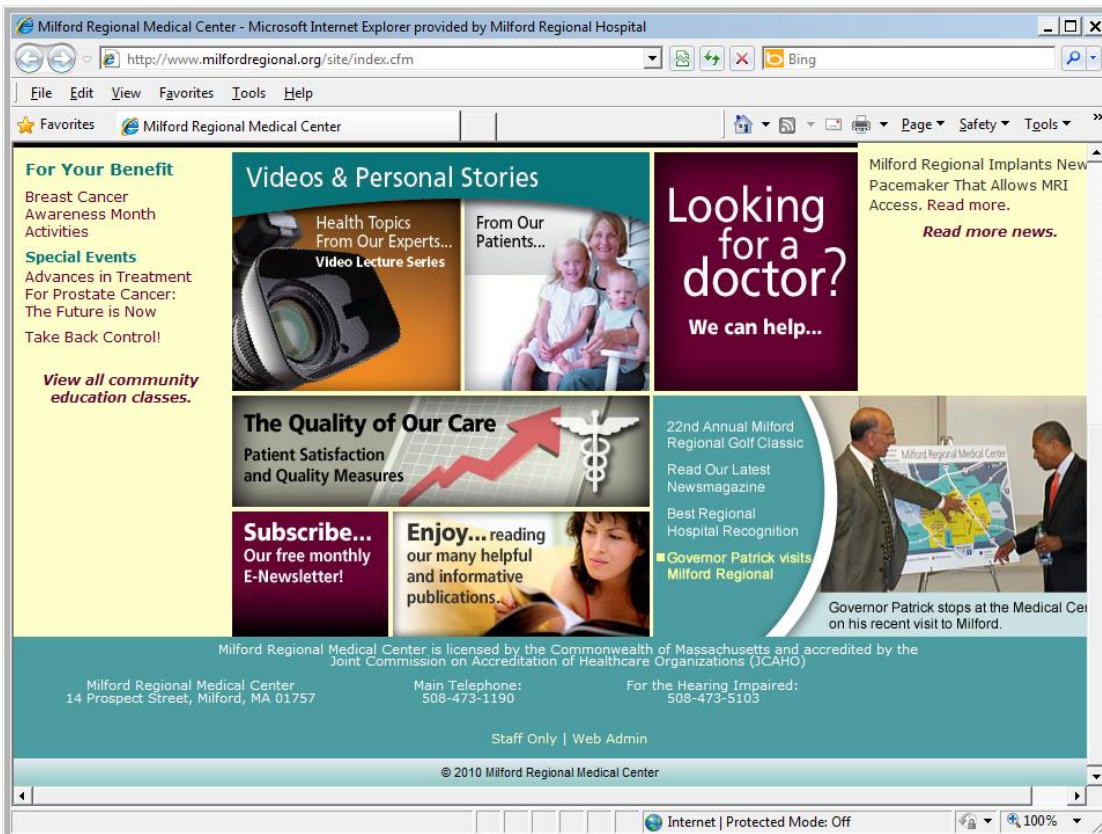 Milford Regional Medical Center - Microsoft Internet Explorer provided by Milford Regional Hospital
http://www.milfordregional.org/site/index.cfm
Bing
File Edit View Favorites Tools Help
Favorites
Milford Regional Medical Center
Page Safety Tools »
For Your Benefit
Breast Cancer
Awareness Month
Activities
Special Events
Advances in Treatment
For Prostate Cancer:
The Future is Now
Take Back Control!
View all community
education classes.
Videos & Personal Stories
Health Topics
From Our Experts...
Video Lecture Series
From Our
Patients...
Looking
for a
doctor?
We can help...
Milford Regional Implants New
Pacemaker That Allows MRI
Access. Read more.
Read more news.
The Quality of Our Care
Patient Satisfaction
and Quality Measures
Subscribe...
Our free monthly
E-Newsletter!
Enjoy... reading
our many helpful
and informative
publications.
22nd Annual Milford
Regional Golf Classic
Read Our Latest
Newsmagazine
Best Regional
Hospital Recognition
Governor Patrick visits
Milford Regional
Milford Regional Medical Center
Governor Patrick stops at the Medical Cen
on his recent visit to Milford.
Milford Regional Medical Center is licensed by the Commonwealth of Massachusetts and accredited by the
Joint Commission on Accreditation of Healthcare Organizations (JCAHO)
Milford Regional Medical Center
14 Prospect Street, Milford, MA 01757
Main Telephone:
508-473-1190
For the Hearing Impaired:
508-473-5103
Staff Only | Web Admin
© 2010 Milford Regional Medical Center
Internet | Protected Mode: Off
100%